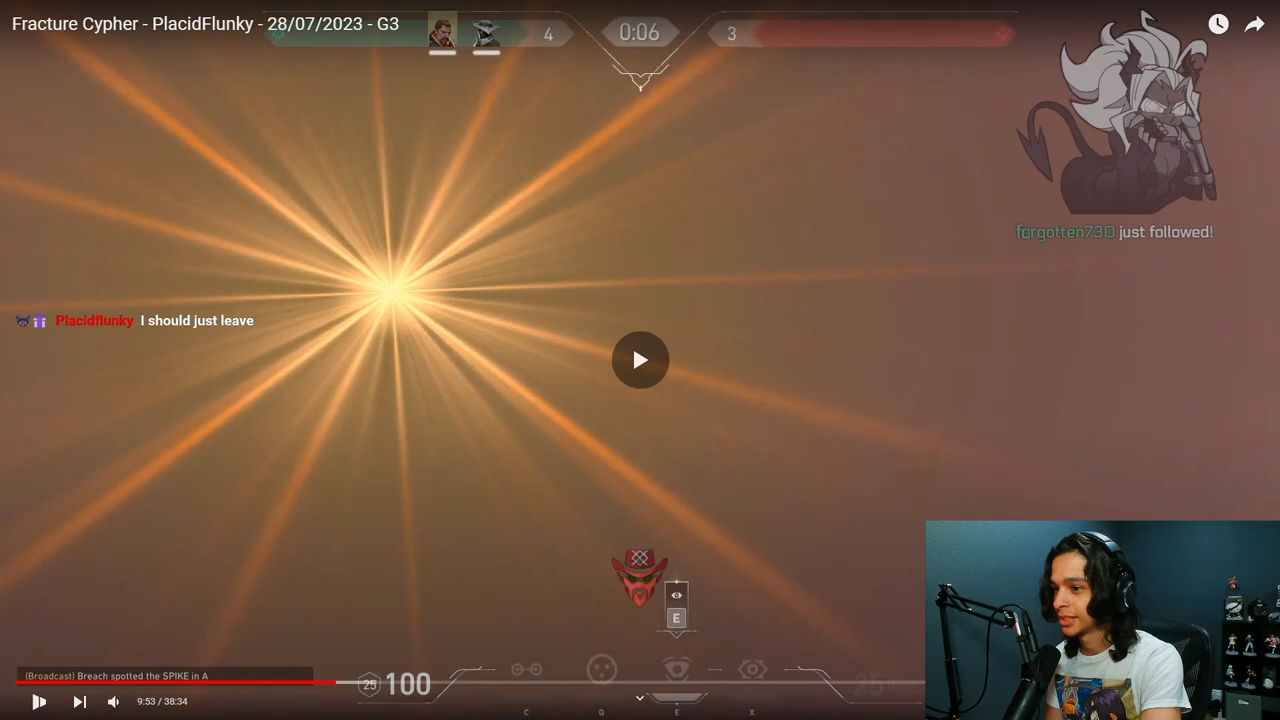 Fracture Cypher - PlacidFlunky - 28/07/2023 - G3
4
0:06
3
forgotten730 just followed!
Placidflunky I should just leave
E
(Broadcast) Breach spotted the SPIKE in A
25
100
25
9:53 / 38:34
C
Q
E
X